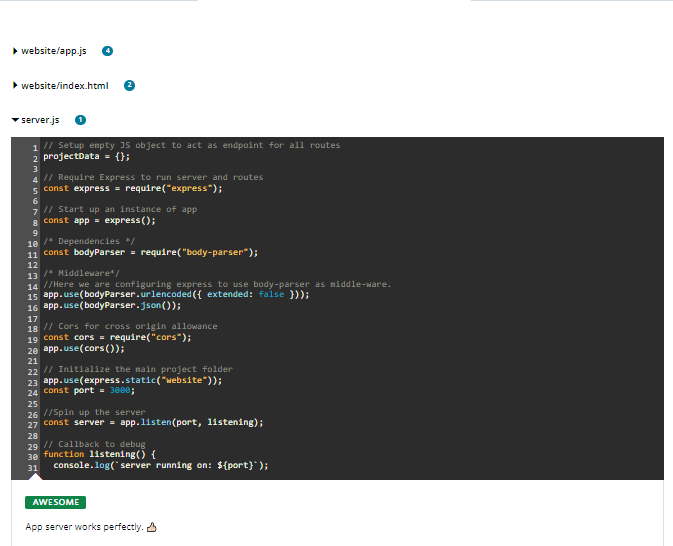 website/app.js 4
website/index.html 2
server.js 1
1 // Setup empty JS object to act as endpoint for all routes
2 projectData = {};
3
4 // Require Express to run server and routes
5 const express = require("express");
6
7 // Start up an instance of app
8 const app = express();
9
10 /* Dependencies */
11 const bodyParser = require("body-parser");
12
13 /* Middleware*/
14 //Here we are configuring express to use body-parser as middle-ware.
15 app.use(bodyParser.urlencoded({ extended: false }));
16 app.use(bodyParser.json());
17
18 // Cors for cross origin allowance
19 const cors = require("cors");
20 app.use(cors());
21
22 // Initialize the main project folder
23 app.use(express.static("website"));
24 const port = 3000;
25
26 //Spin up the server
27 const server = app.listen(port, listening);
28
29 // Callback to debug
30 function listening() {
31 console.log(`server running on: ${port}`);
AWESOME
App server works perfectly. 👍